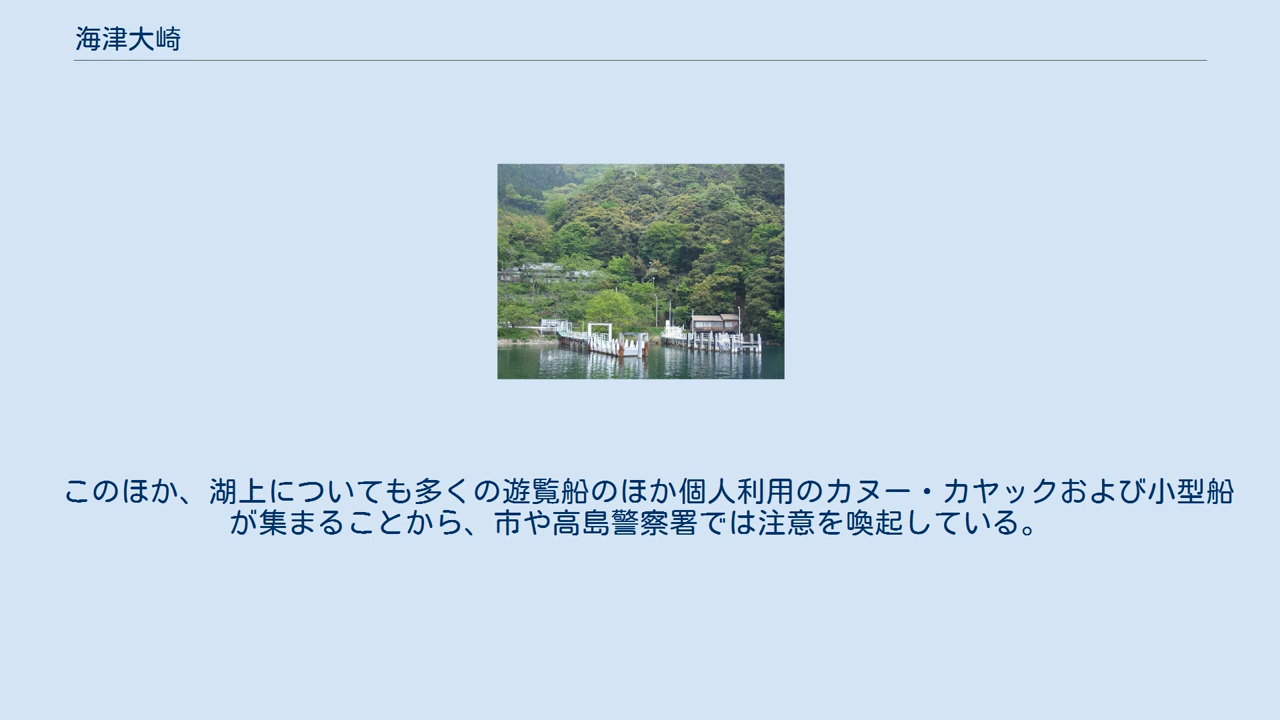 海津大崎
このほか、湖上についても多くの遊覧船のほか個人利用のカヌー・カヤックおよび小型船
が集まることから、市や高島警察署では注意を喚起している。